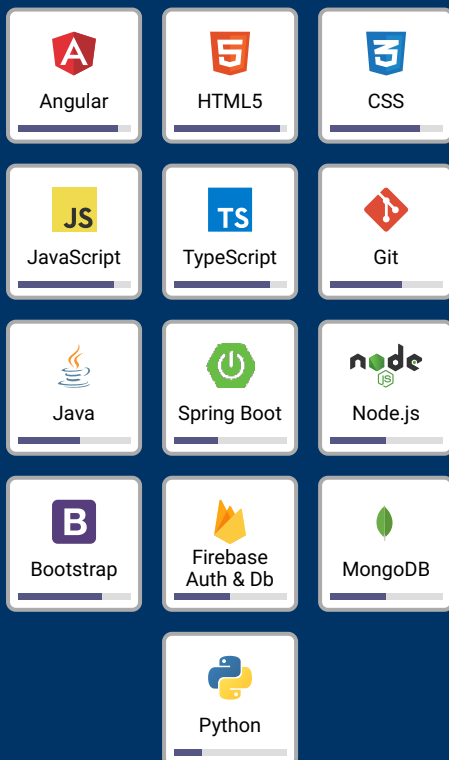 Angular
HTML5
CSS
JS
JavaScript
TS
TypeScript
Git
Java
Spring Boot
node
JS
Node.js
B
Bootstrap
Firebase
Auth & Db
MongoDB
Python